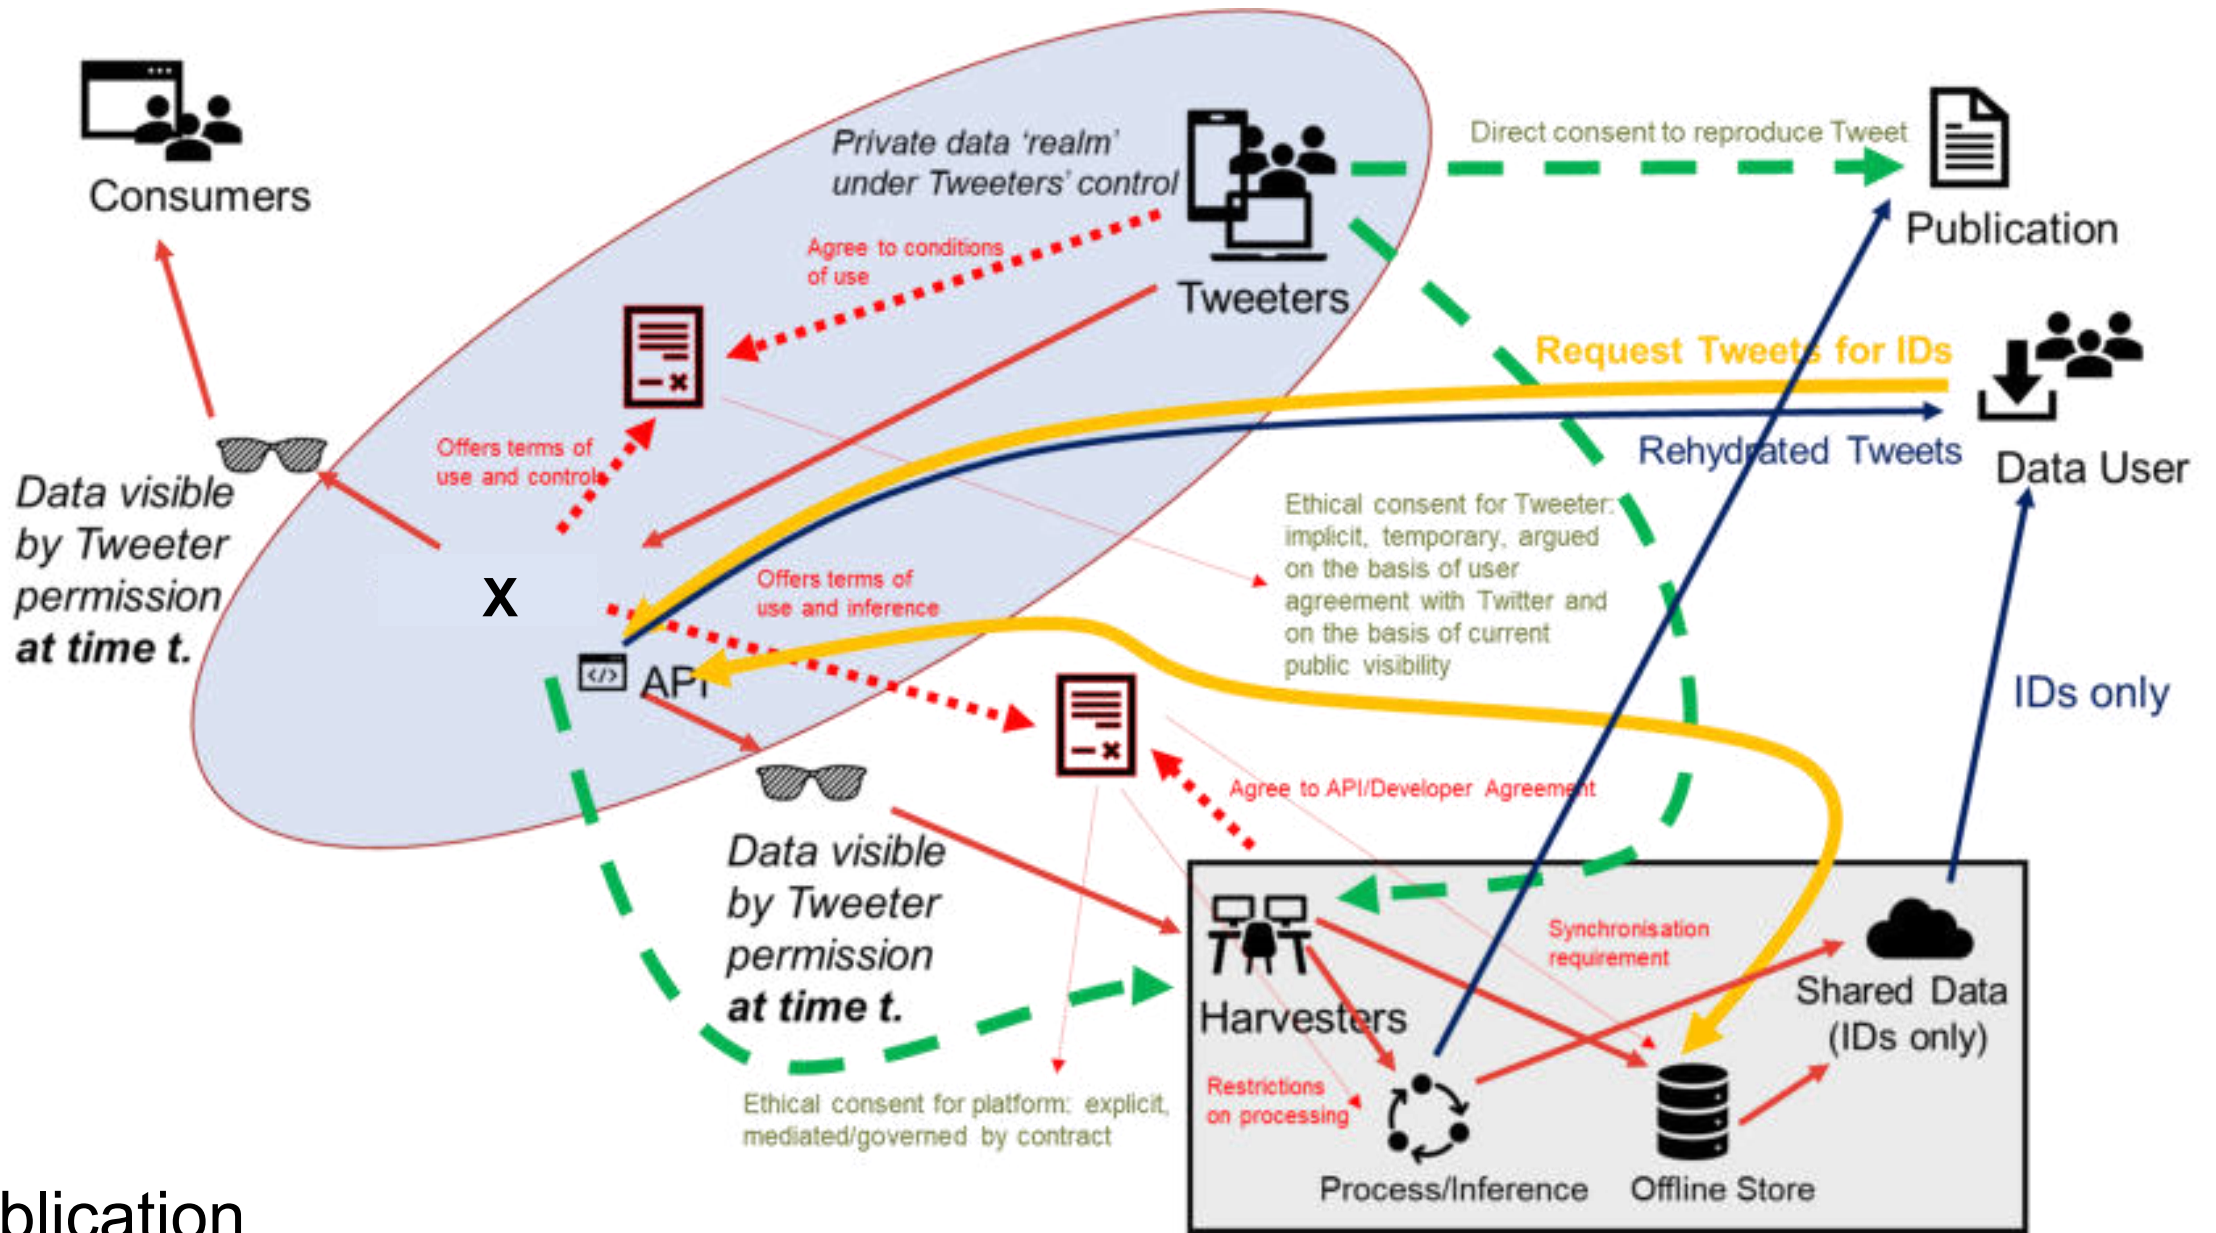 Consumers
Private data ‘realm’
under Tweeters’ control
Tweeters
Direct consent to reproduce Tweet
Publication
Agree to conditions
of use
Request Tweets for IDs
Rehydrated Tweets
Data User
Offers terms of
use and controls
Data visible
by Tweeter
permission
at time t.
X
Offers terms of
use and inference
API
Ethical consent for Tweeter:
implicit, temporary, argued
on the basis of user
agreement with Twitter and
on the basis of current
public visibility
IDs only
Agree to API/Developer Agreement
Data visible
by Tweeter
permission
at time t.
Harvesters
Synchronisation
requirement
Shared Data
(IDs only)
Restrictions
on processing
Ethical consent for platform: explicit,
mediated/governed by contract
Process/Inference
Offline Store
blication